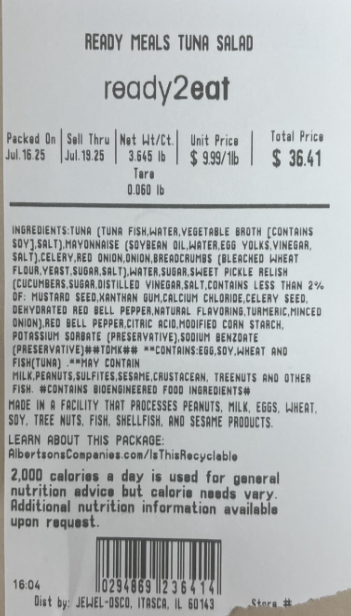 READY MEALS TUNA SALAD
ready2eat
Packed On Sell Thru Net Wt/Ct. Unit Price Total Price
Jul.16.25 Jul.19.25 3.645 lb $ 9.99/1lb $ 36.41
Tare
0.060 lb
INGREDIENTS:TUNA (TUNA FISH,WATER,VEGETABLE BROTH [CONTAINS
SOY],SALT),MAYONNAISE (SOYBEAN OIL,WATER,EGG YOLKS,VINEGAR,
SALT),CELERY,RED ONION,ONION,BREADCRUMBS (BLEACHED WHEAT
FLOUR,YEAST,SUGAR,SALT),WATER,SUGAR,SWEET PICKLE RELISH
(CUCUMBERS,SUGAR,DISTILLED VINEGAR,SALT,CONTAINS LESS THAN 2%
OF: MUSTARD SEED,XANTHAN GUM,CALCIUM CHLORIDE,CELERY SEED,
DEHYDRATED RED BELL PEPPER,NATURAL FLAVORING,TURMERIC,MINCED
ONION),RED BELL PEPPER,CITRIC ACID,MODIFIED CORN STARCH,
POTASSIUM SORBATE (PRESERVATIVE),SODIUM BENZOATE
(PRESERVATIVE)##TDMK## **CONTAINS:EGG,SOY,WHEAT AND
FISH(TUNA) .**MAY CONTAIN
MILK,PEANUTS,SULFITES,SESAME,CRUSTACEAN, TREENUTS AND OTHER
FISH. #CONTAINS BIOENGINEERED FOOD INGREDIENTS#
MADE IN A FACILITY THAT PROCESSES PEANUTS, MILK, EGGS, WHEAT,
SOY, TREE NUTS, FISH, SHELLFISH, AND SESAME PRODUCTS.
LEARN ABOUT THIS PACKAGE:
AlbertsonsCompanies.com/IsThisRecyclable
2,000 calories a day is used for general
nutrition advice but calorie needs vary.
Additional nutrition information available
upon request.
16:04
0294869 236414
Dist by: JEWEL-OSCO, ITASCA, IL 60143 Store #